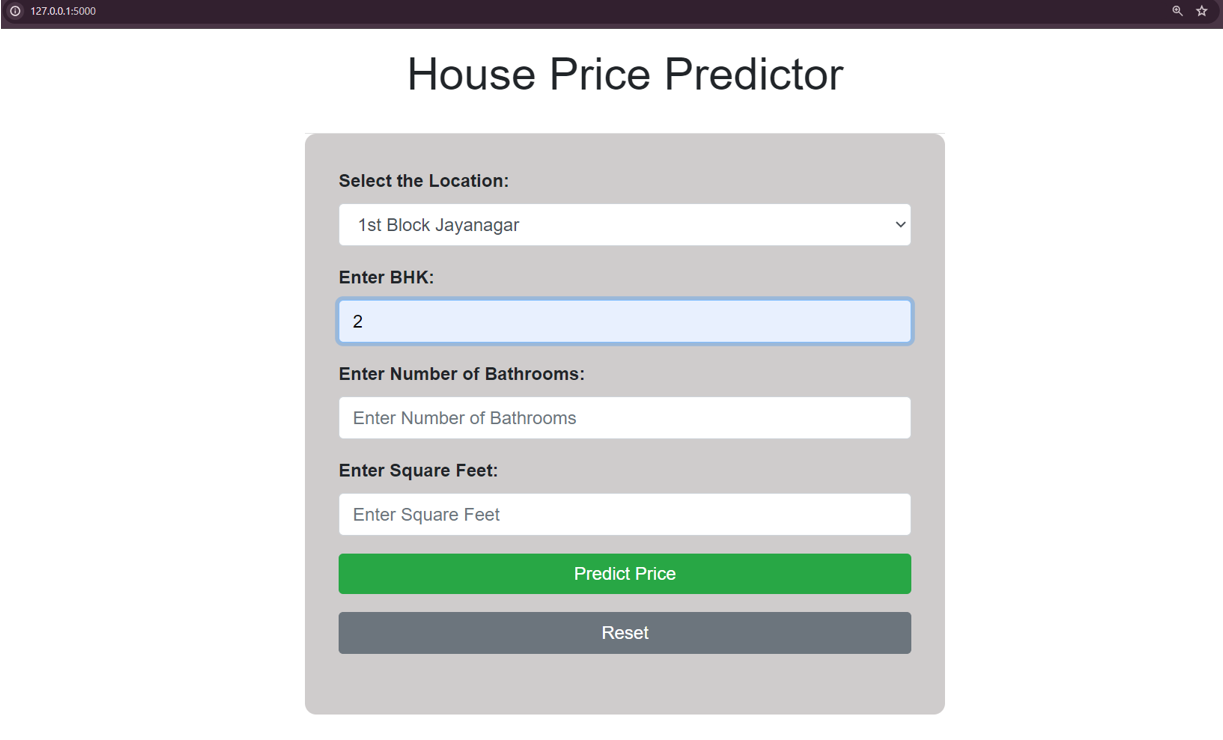 127.0.0.1:5000
House Price Predictor
Select the Location:
1st Block Jayanagar
Enter BHK:
2
Enter Number of Bathrooms:
Enter Number of Bathrooms
Enter Square Feet:
Enter Square Feet
Predict Price
Reset